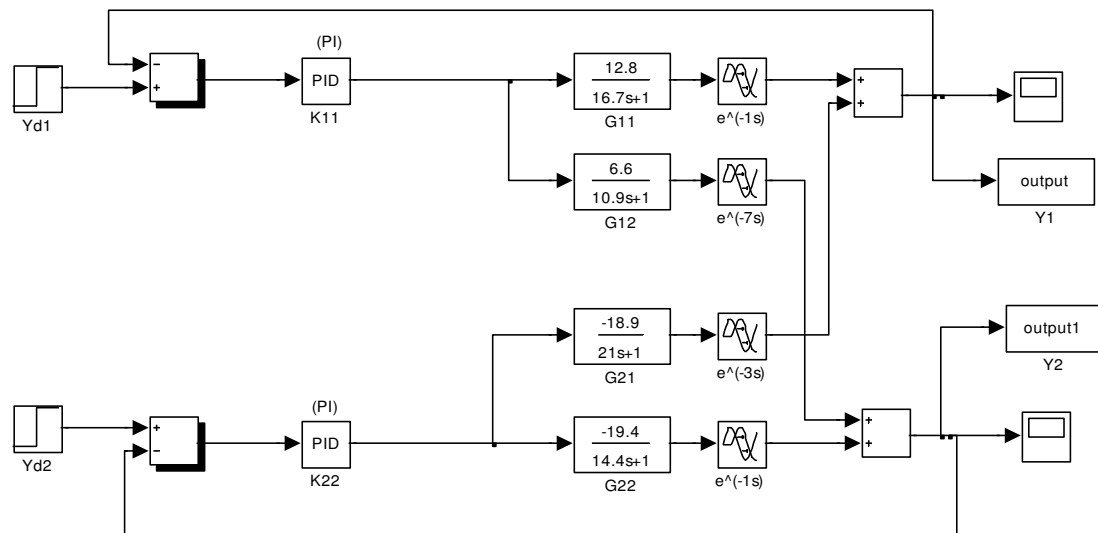 (PI)
−
+
PID
Yd1
K11
12.8
16.7s+1
G11
e^(-1s)
+
+
6.6
10.9s+1
G12
e^(-7s)
output
Y1
-18.9
21s+1
G21
e^(-3s)
output1
Y2
(PI)
+
−
PID
Yd2
K22
-19.4
14.4s+1
G22
e^(-1s)
+
+